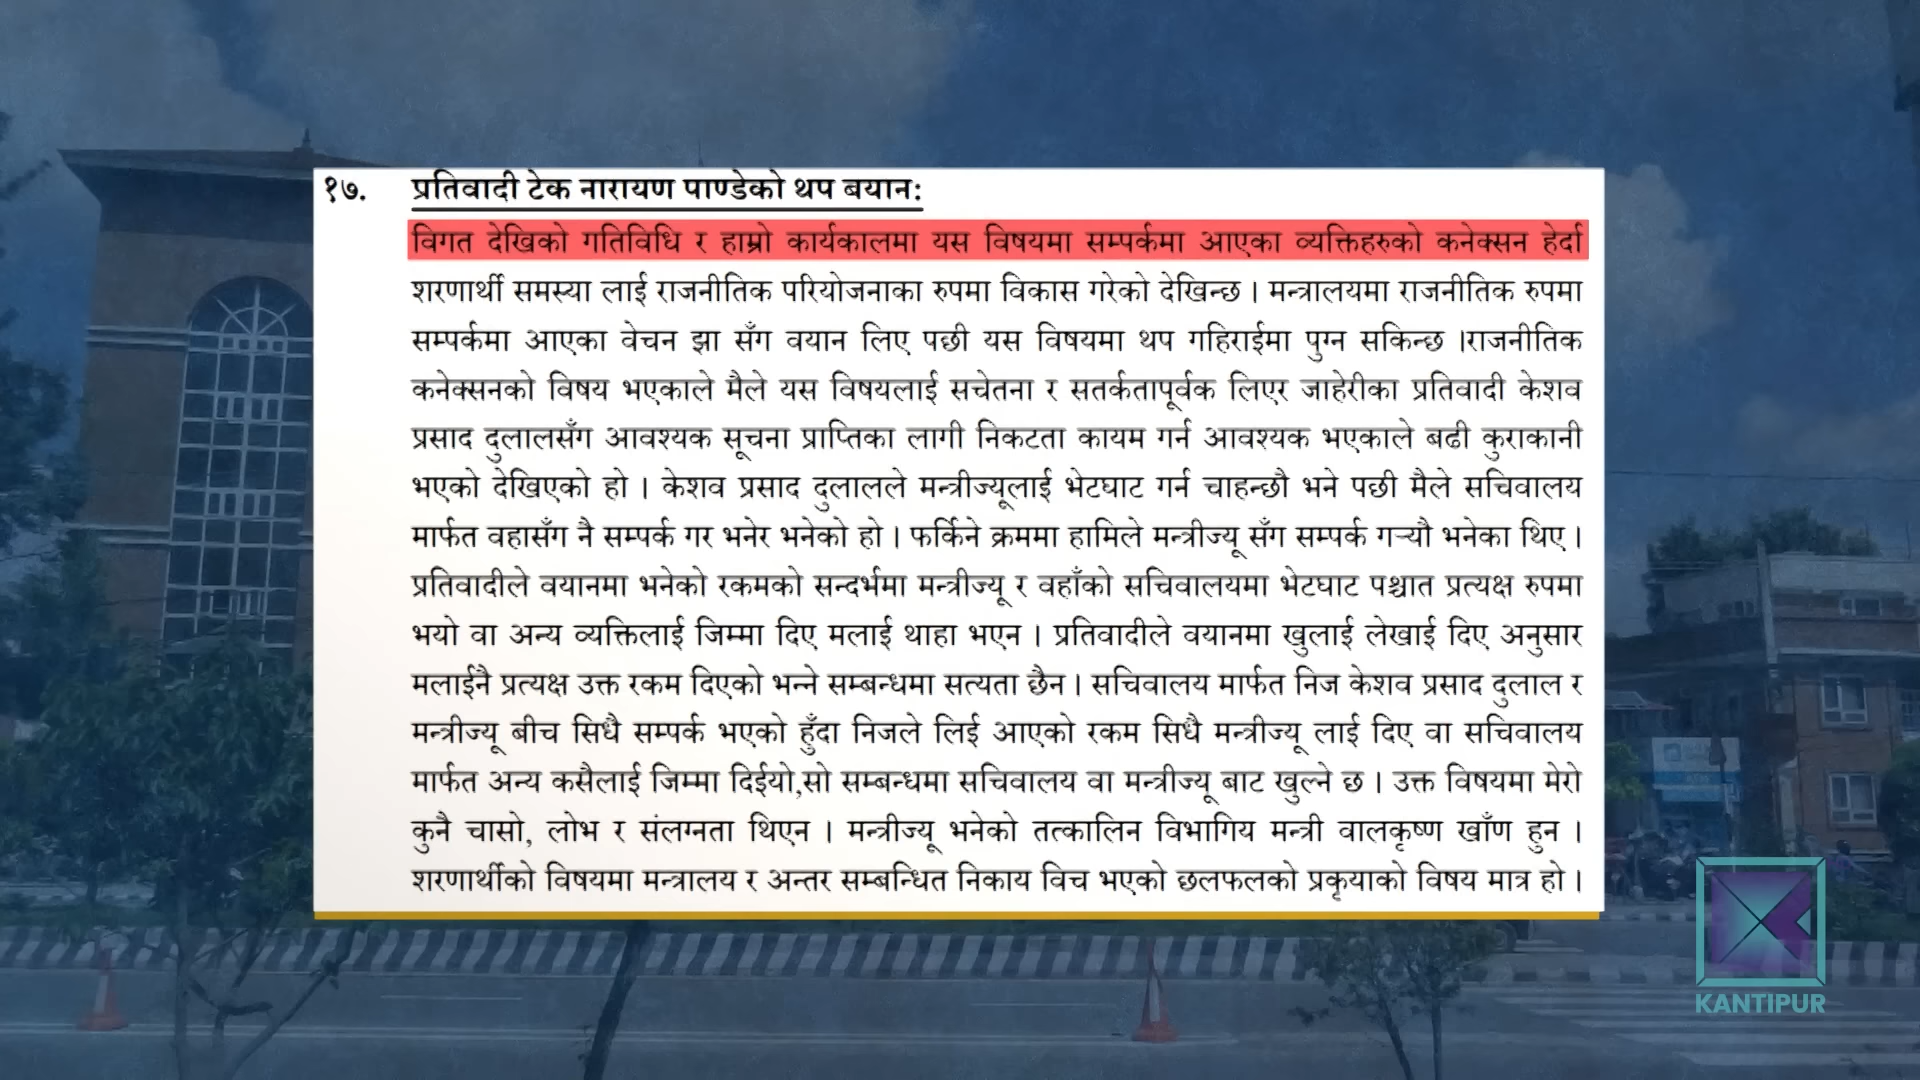 १७. प्रतिवादी टेक नारायण पाण्डेको थप बयान:
विगत देखिको गतिविधि र हाम्रो कार्यकालमा यस विषयमा सम्पर्कमा आएका व्यक्तिहरुको कनेक्सन हेर्दा
शरणार्थी समस्या लाई राजनीतिक परियोजनाका रुपमा विकास गरेको देखिन्छ । मन्त्रालयमा राजनीतिक रुपमा
सम्पर्कमा आएका वेचन झा सँग वयान लिए पछी यस विषयमा थप गहिराईमा पुग्न सकिन्छ ।राजनीतिक
कनेक्सनको विषय भएकाले मैले यस विषयलाई सचेतना र सतर्कतापूर्वक लिएर जाहेरीका प्रतिवादी केशव
प्रसाद दुलालसँग आवश्यक सूचना प्राप्तिका लागी निकटता कायम गर्न आवश्यक भएकाले बढी कुराकानी
भएको देखिएको हो । केशव प्रसाद दुलालले मन्त्रीज्यूलाई भेटघाट गर्न चाहन्छौ भने पछी मैले सचिवालय
मार्फत वहासँग नै सम्पर्क गर भनेर भनेको हो । फर्किने क्रममा हामिले मन्त्रीज्यू सँग सम्पर्क गर्‍यौ भनेका थिए ।
प्रतिवादीले वयानमा भनेको रकमको सन्दर्भमा मन्त्रीज्यू र वहाँको सचिवालयमा भेटघाट पश्चात प्रत्यक्ष रुपमा
भयो वा अन्य व्यक्तिलाई जिम्मा दिए मलाई थाहा भएन । प्रतिवादीले वयानमा खुलाई लेखाई दिए अनुसार
मलाईनै प्रत्यक्ष उक्त रकम दिएको भन्ने सम्बन्धमा सत्यता छैन । सचिवालय मार्फत निज केशव प्रसाद दुलाल र
मन्त्रीज्यू बीच सिधै सम्पर्क भएको हुँदा निजले लिई आएको रकम सिधै मन्त्रीज्यू लाई दिए वा सचिवालय
मार्फत अन्य कसैलाई जिम्मा दिईयो,सो सम्बन्धमा सचिवालय वा मन्त्रीज्यू बाट खुल्ने छ । उक्त विषयमा मेरो
कुनै चासो, लोभ र संलग्नता थिएन । मन्त्रीज्यू भनेको तत्कालिन विभागिय मन्त्री वालकृष्ण खाँण हुन ।
शरणार्थीको विषयमा मन्त्रालय र अन्तर सम्बन्धित निकाय विच भएको छलफलको प्रकृयाको विषय मात्र हो ।
KANTIPUR